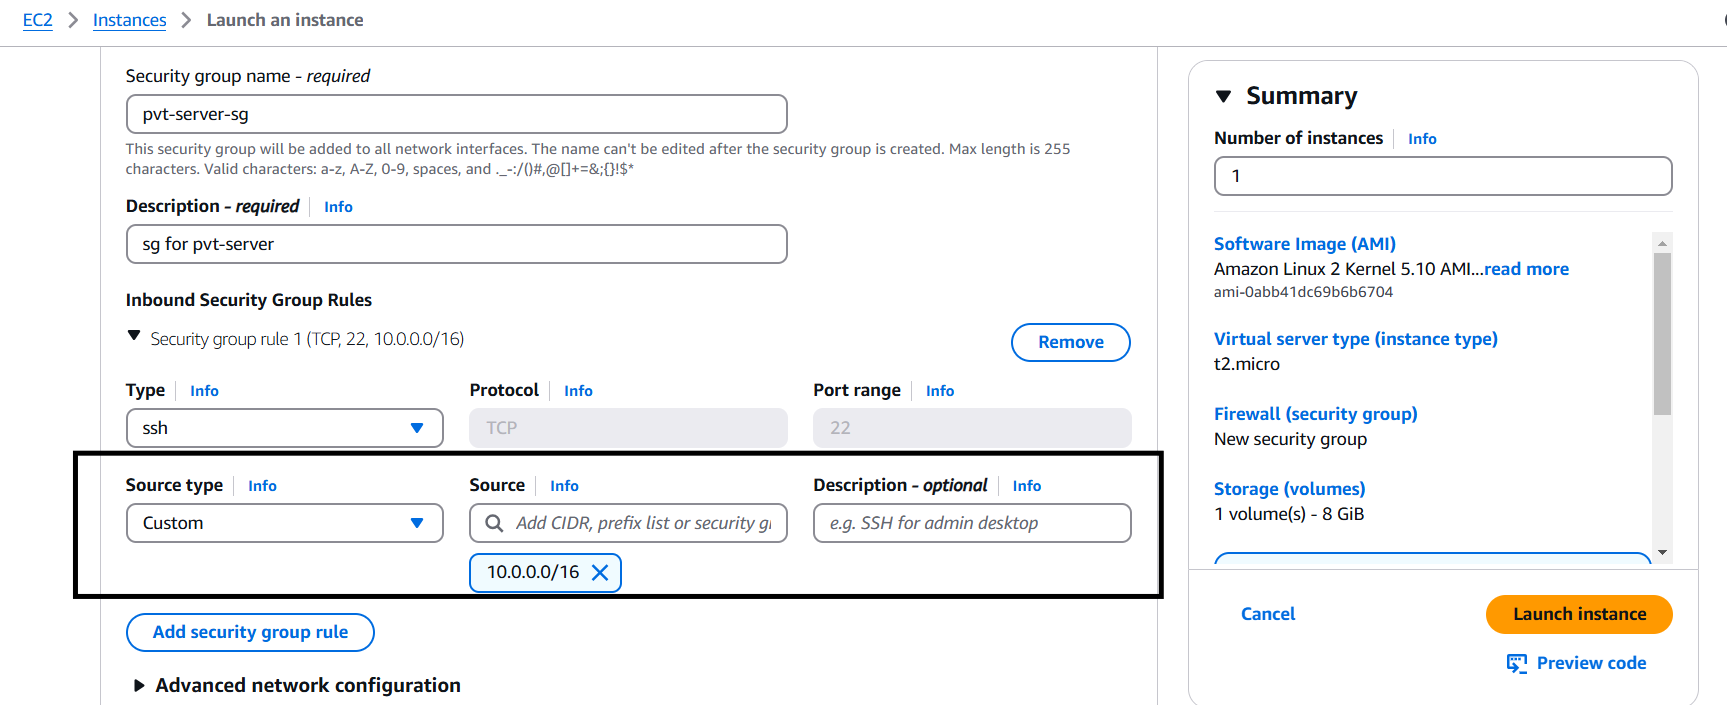 EC2 > Instances > Launch an instance
Security group name - required
pvt-server-sg
This security group will be added to all network interfaces. The name can't be edited after the security group is created. Max length is 255
characters. Valid characters: a-z, A-Z, 0-9, spaces, and ._-:/()#,@[]+=&;{}!$*
Description - required Info
sg for pvt-server
Inbound Security Group Rules
Security group rule 1 (TCP, 22, 10.0.0.0/16)
Remove
Type Info Protocol Info Port range Info
ssh TCP 22
Source type Info Source Info Description - optional Info
Custom Add CIDR, prefix list or security g e.g. SSH for admin desktop
10.0.0.0/16
Add security group rule
Advanced network configuration
Summary
Number of instances Info
1
Software Image (AMI)
Amazon Linux 2 Kernel 5.10 AMI...read more
ami-0abb41dc69b6b6704
Virtual server type (instance type)
t2.micro
Firewall (security group)
New security group
Storage (volumes)
1 volume(s) - 8 GiB
Cancel Launch instance
Preview code